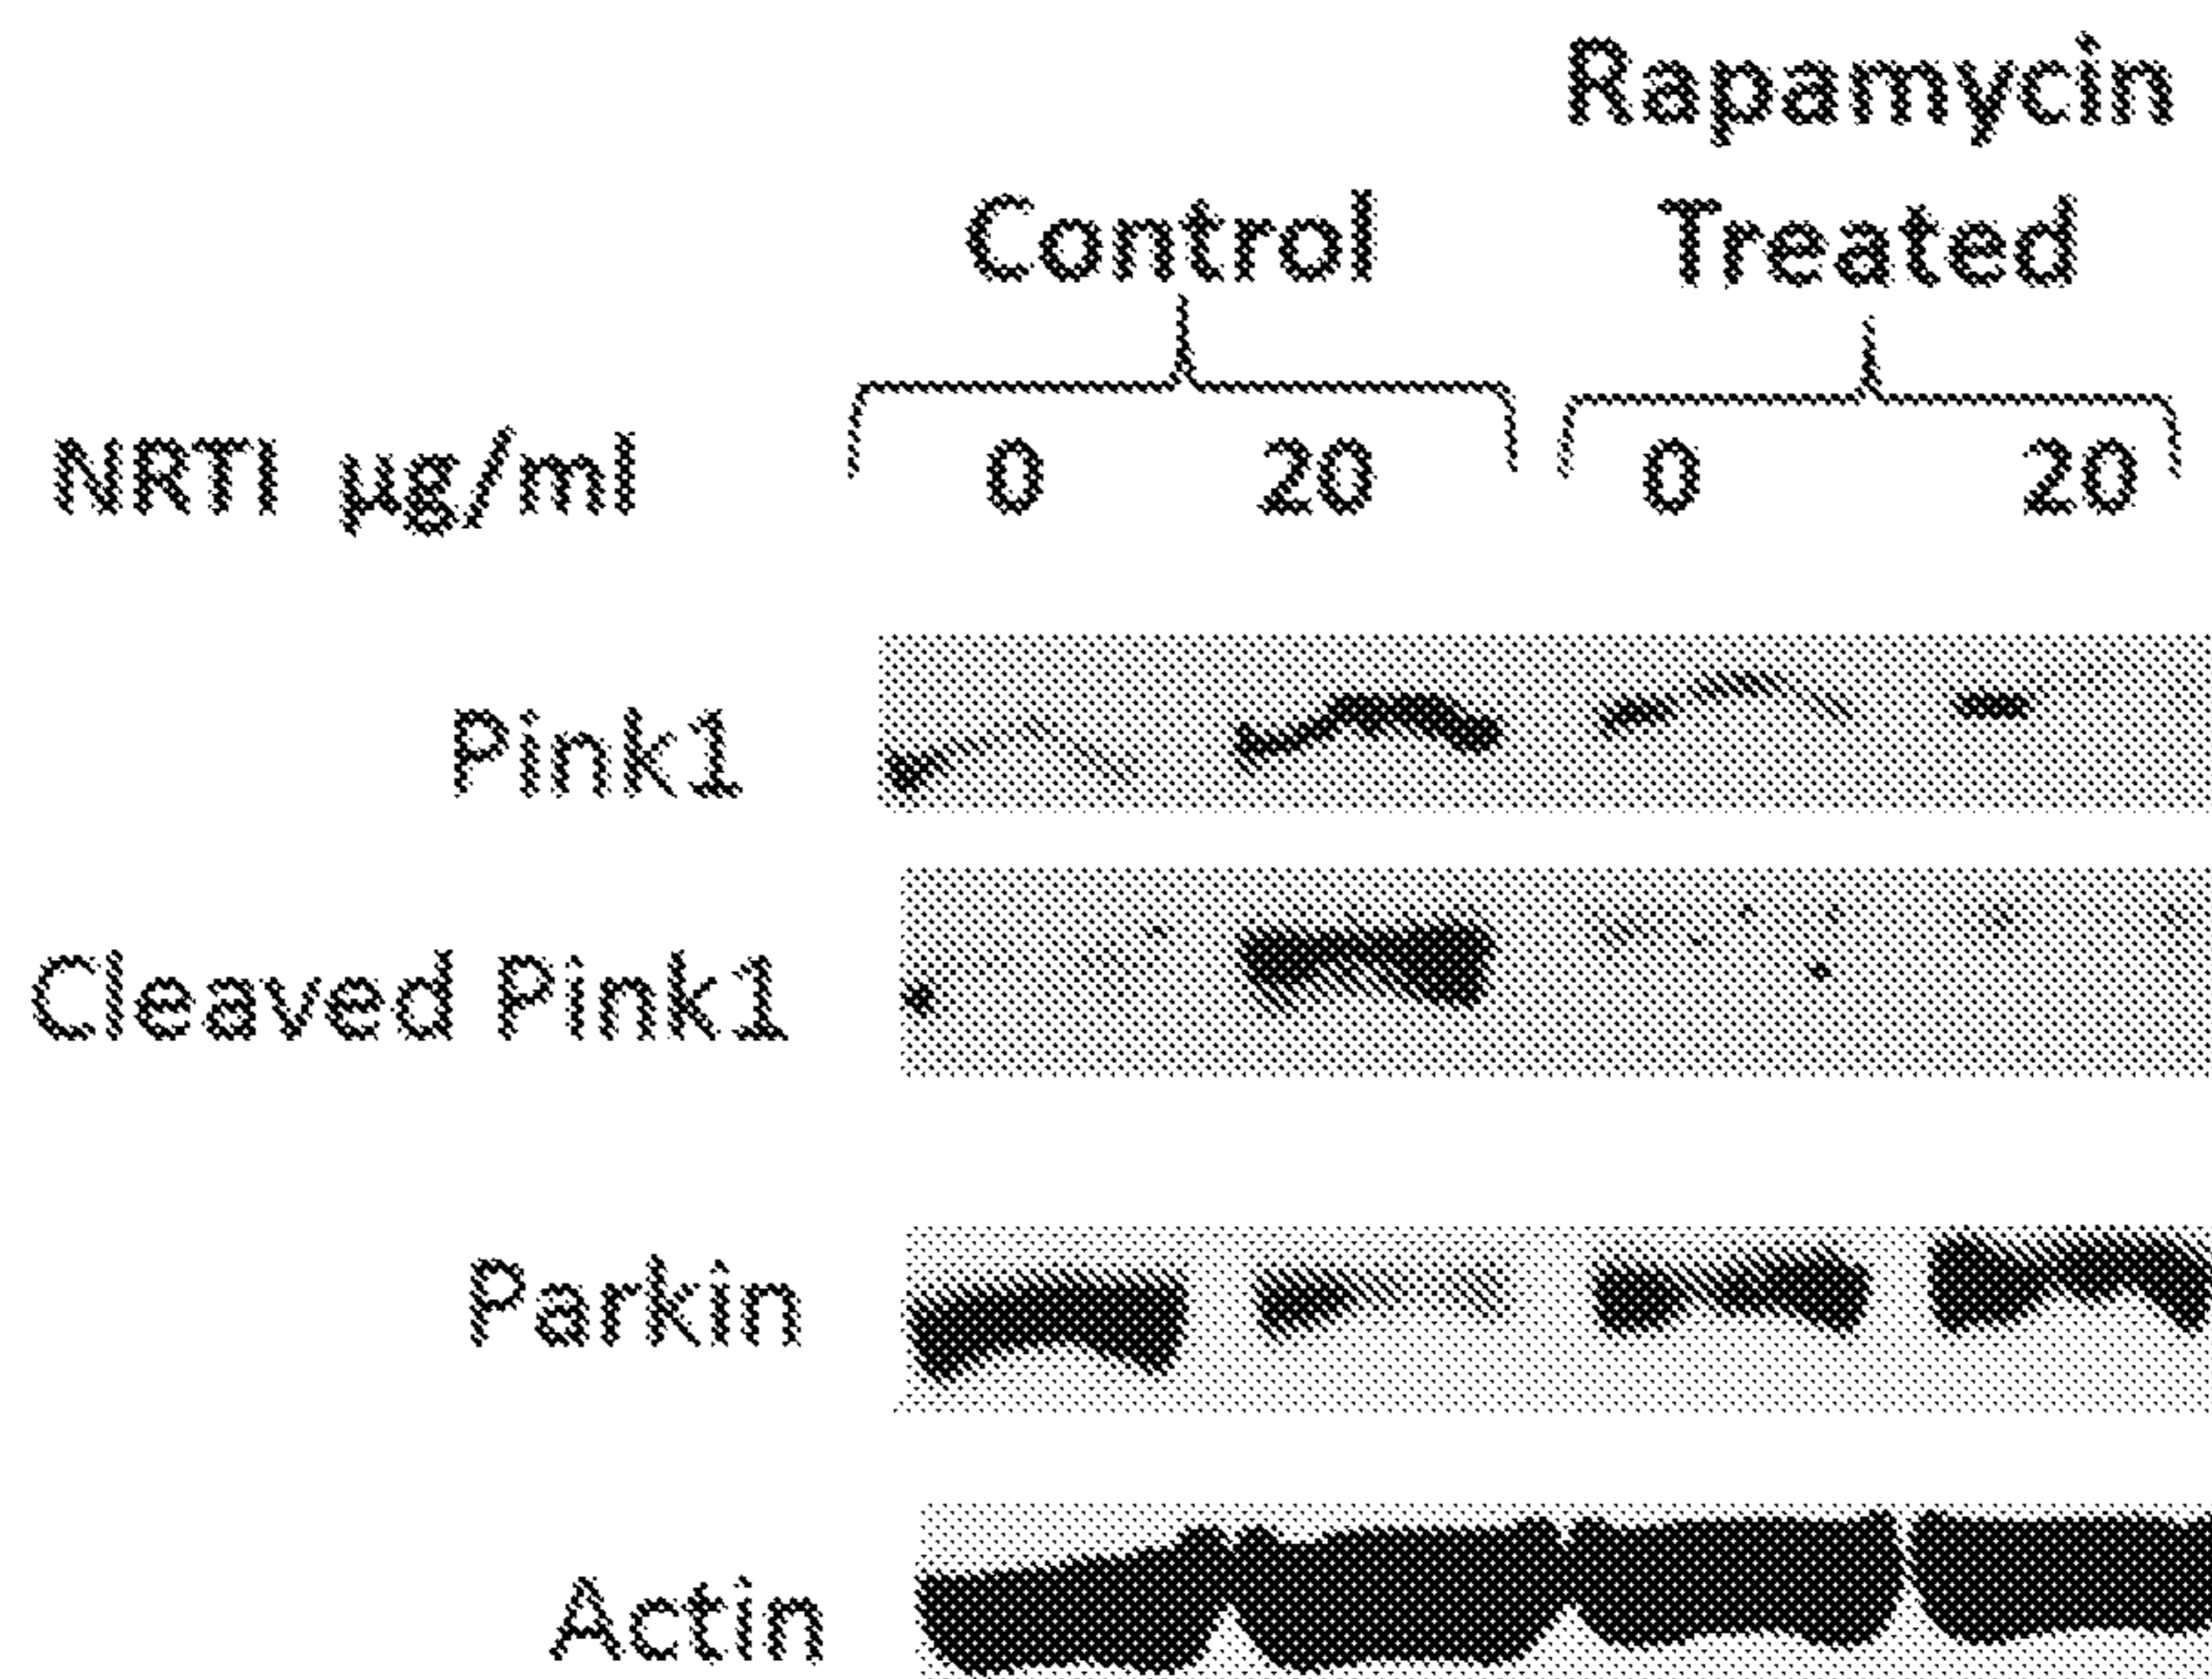 Rapamycin
Control Treated
NRTI µg/ml 0 20 0 20
Pink1
Cleaved Pink1
Parkin
Actin